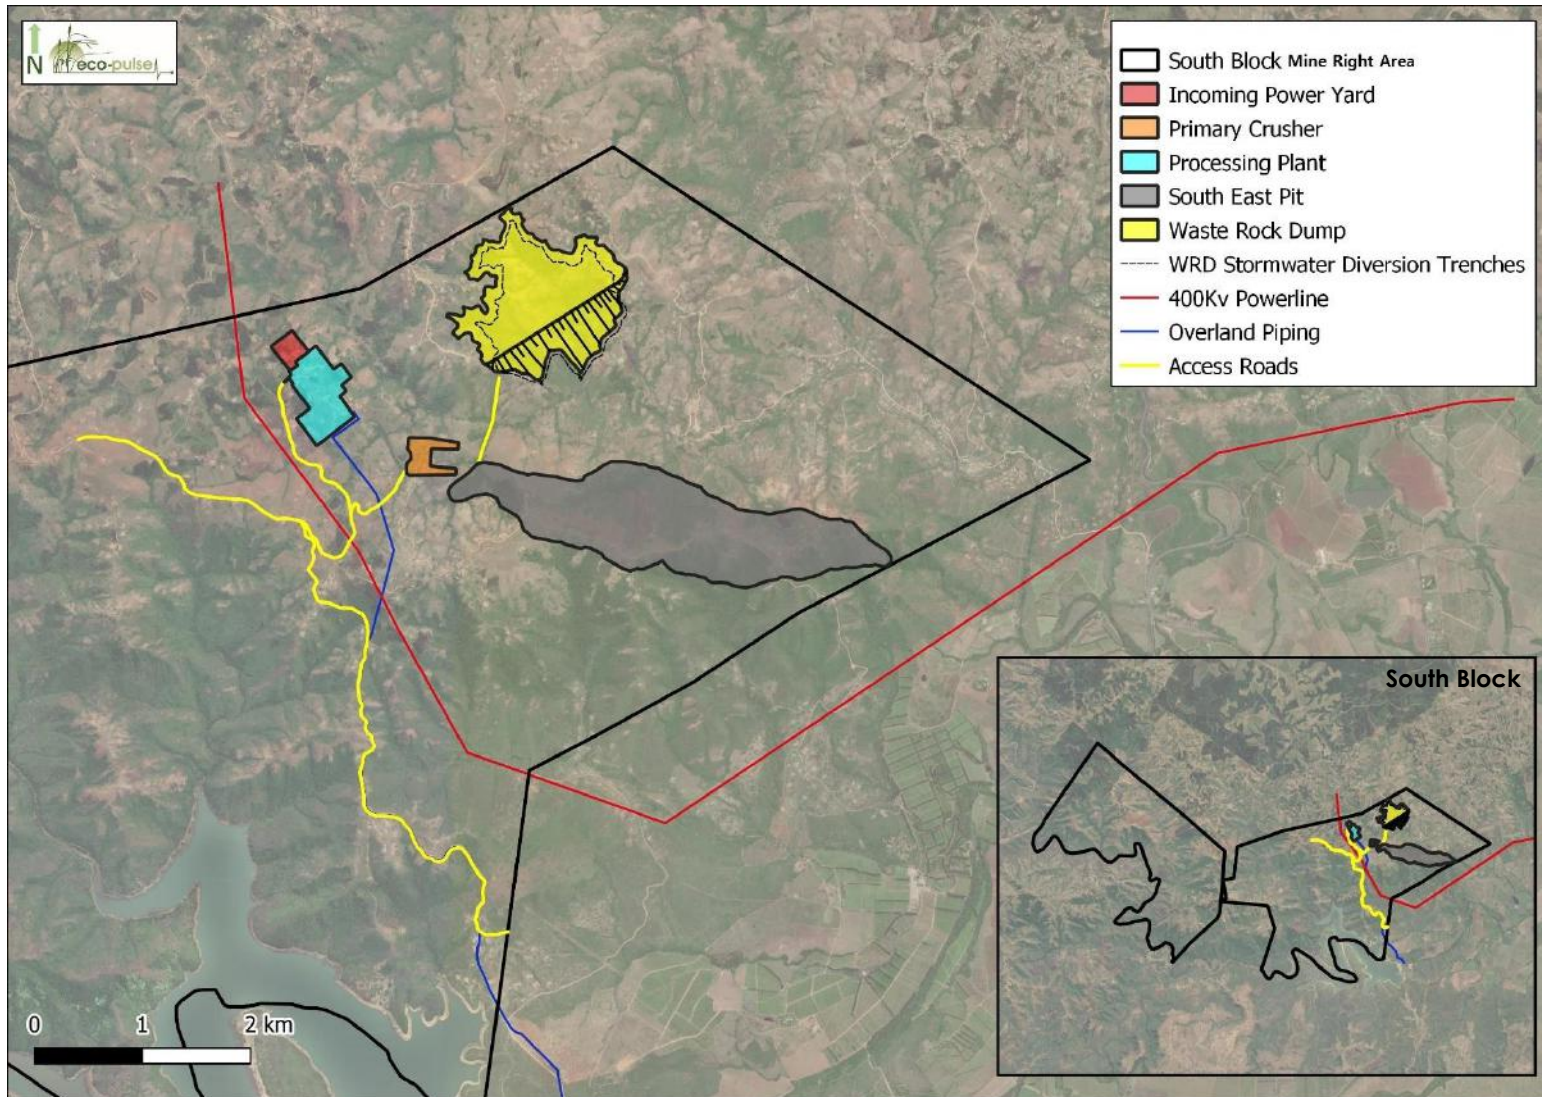 N
eco-pulse
South Block Mine Right Area
Incoming Power Yard
Primary Crusher
Processing Plant
South East Pit
Waste Rock Dump
WRD Stormwater Diversion Trenches
400Kv Powerline
Overland Piping
Access Roads
South Block
0 1 2 km